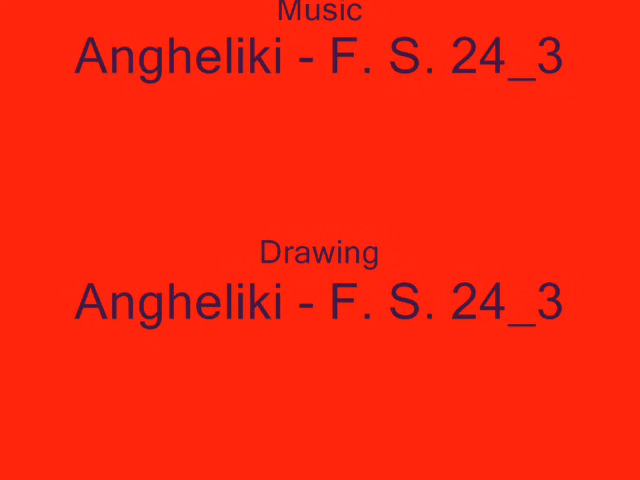 Music
Angheliki - F. S. 24_3
Drawing
Angheliki - F. S. 24_3